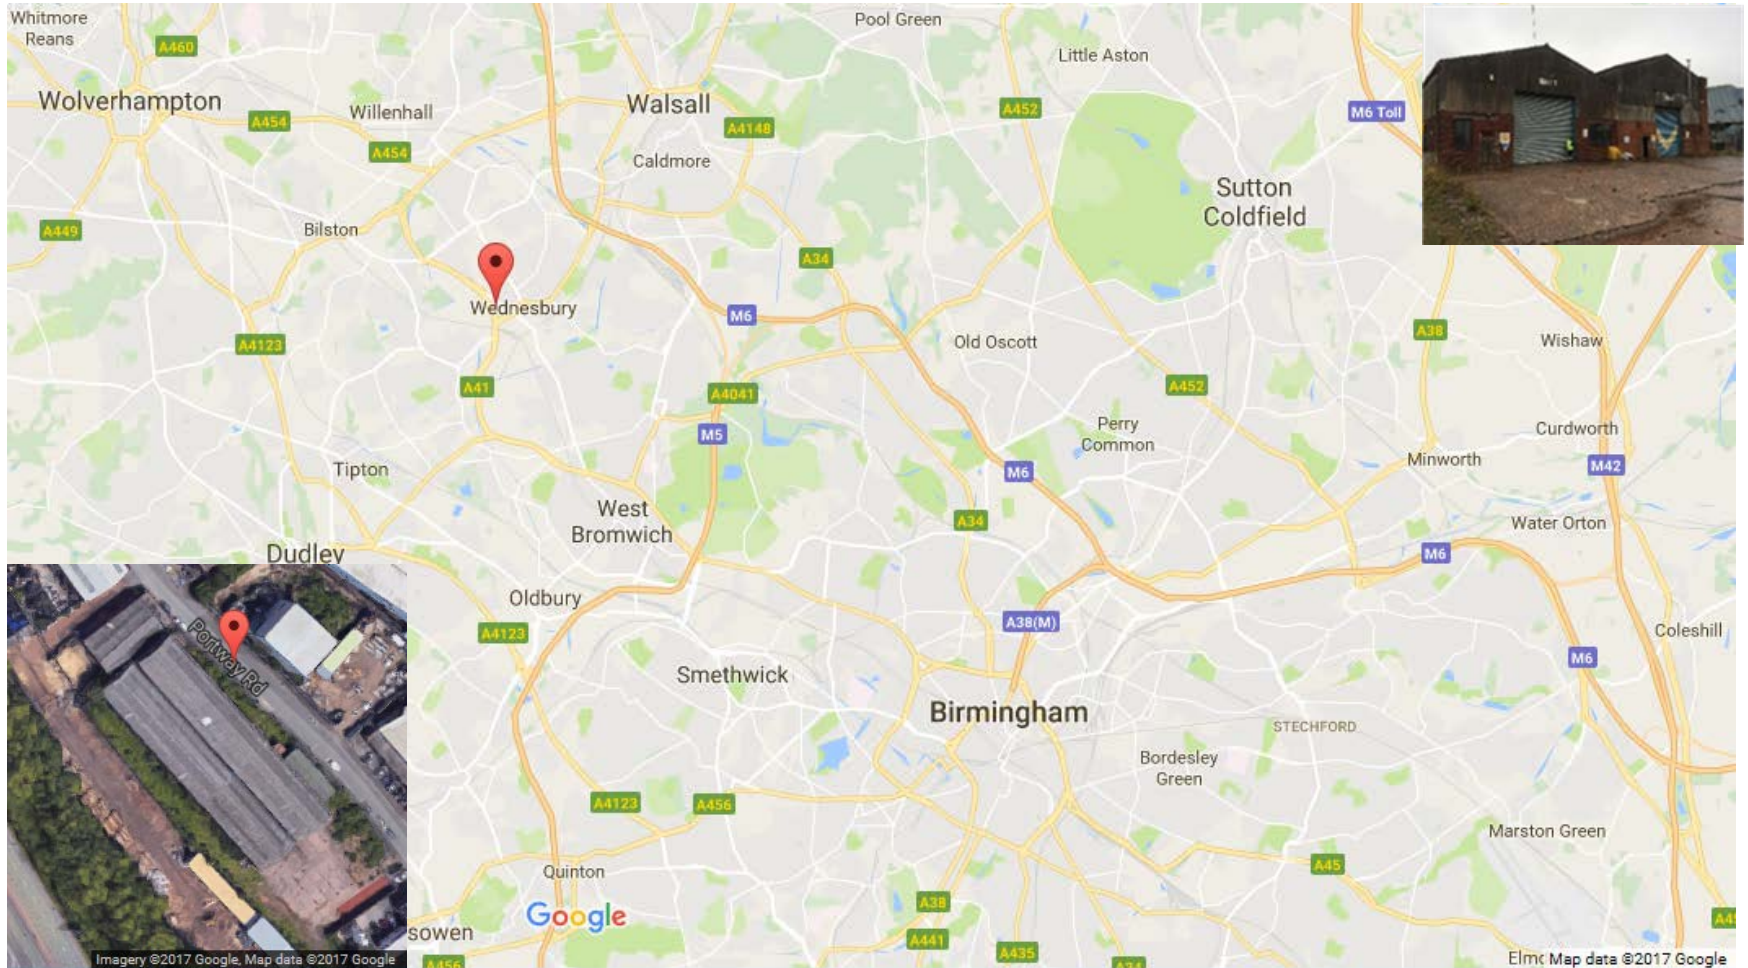 Whitmore
Reans
A460
Pool Green
Little Aston
Wolverhampton
A454
Willenhall
Walsall
A4148
A452
M6 Toll
A454
Caldmore
Sutton
Coldfield
A449
Bilston
A34
Wednesbury
M6
A4123
Old Oscott
A38
Wishaw
A41
A4041
A452
M5
Perry
Common
Curdworth
Tipton
M6
Minworth
M42
West
Bromwich
A34
Water Orton
Dudley
M6
Oldbury
A4123
A38(M)
Coleshill
Portway Rd
Smethwick
M6
Birmingham
STECHFORD
Bordesley
Green
A4123
A456
Marston Green
Quinton
A45
Google
A38
sowen
A441
A435
A456
A34
Imagery ©2017 Google, Map data ©2017 Google
Map data ©2017 Google